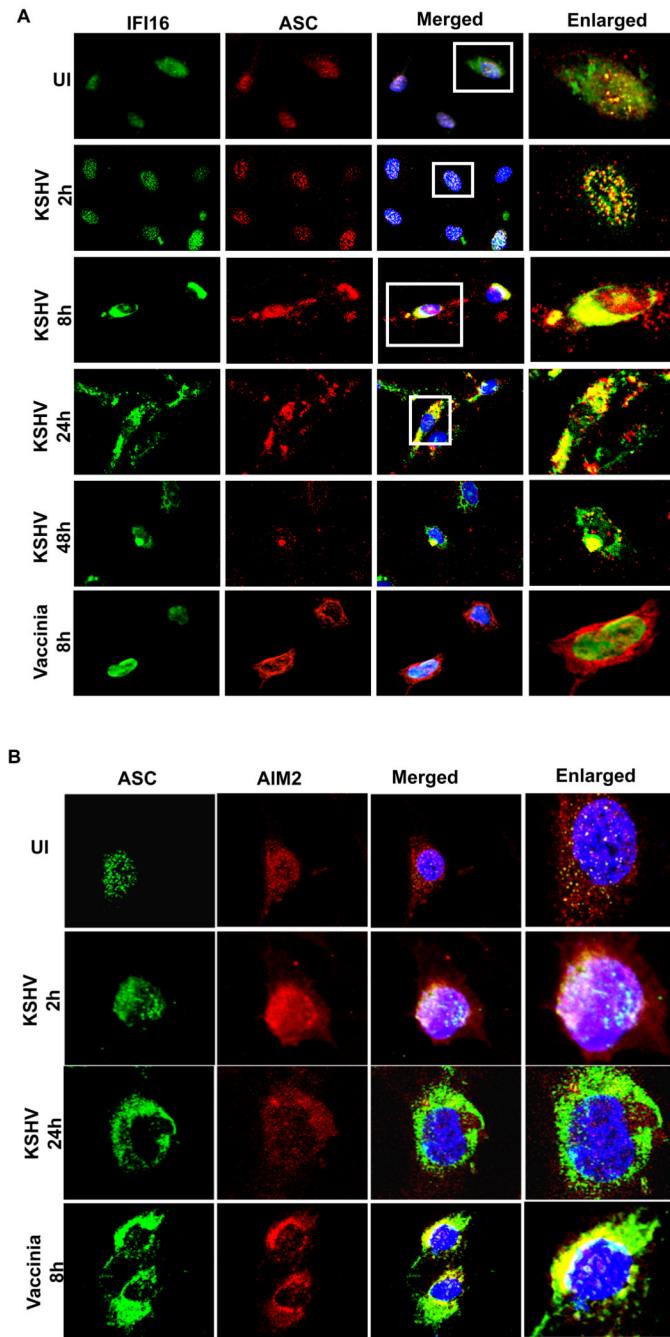 A
IFI16 ASC Merged Enlarged
UI
KSHV
2h
KSHV
8h
KSHV
24h
KSHV
48h
Vaccinia
8h
B
ASC AIM2 Merged Enlarged
UI
KSHV
2h
KSHV
24h
Vaccinia
8h